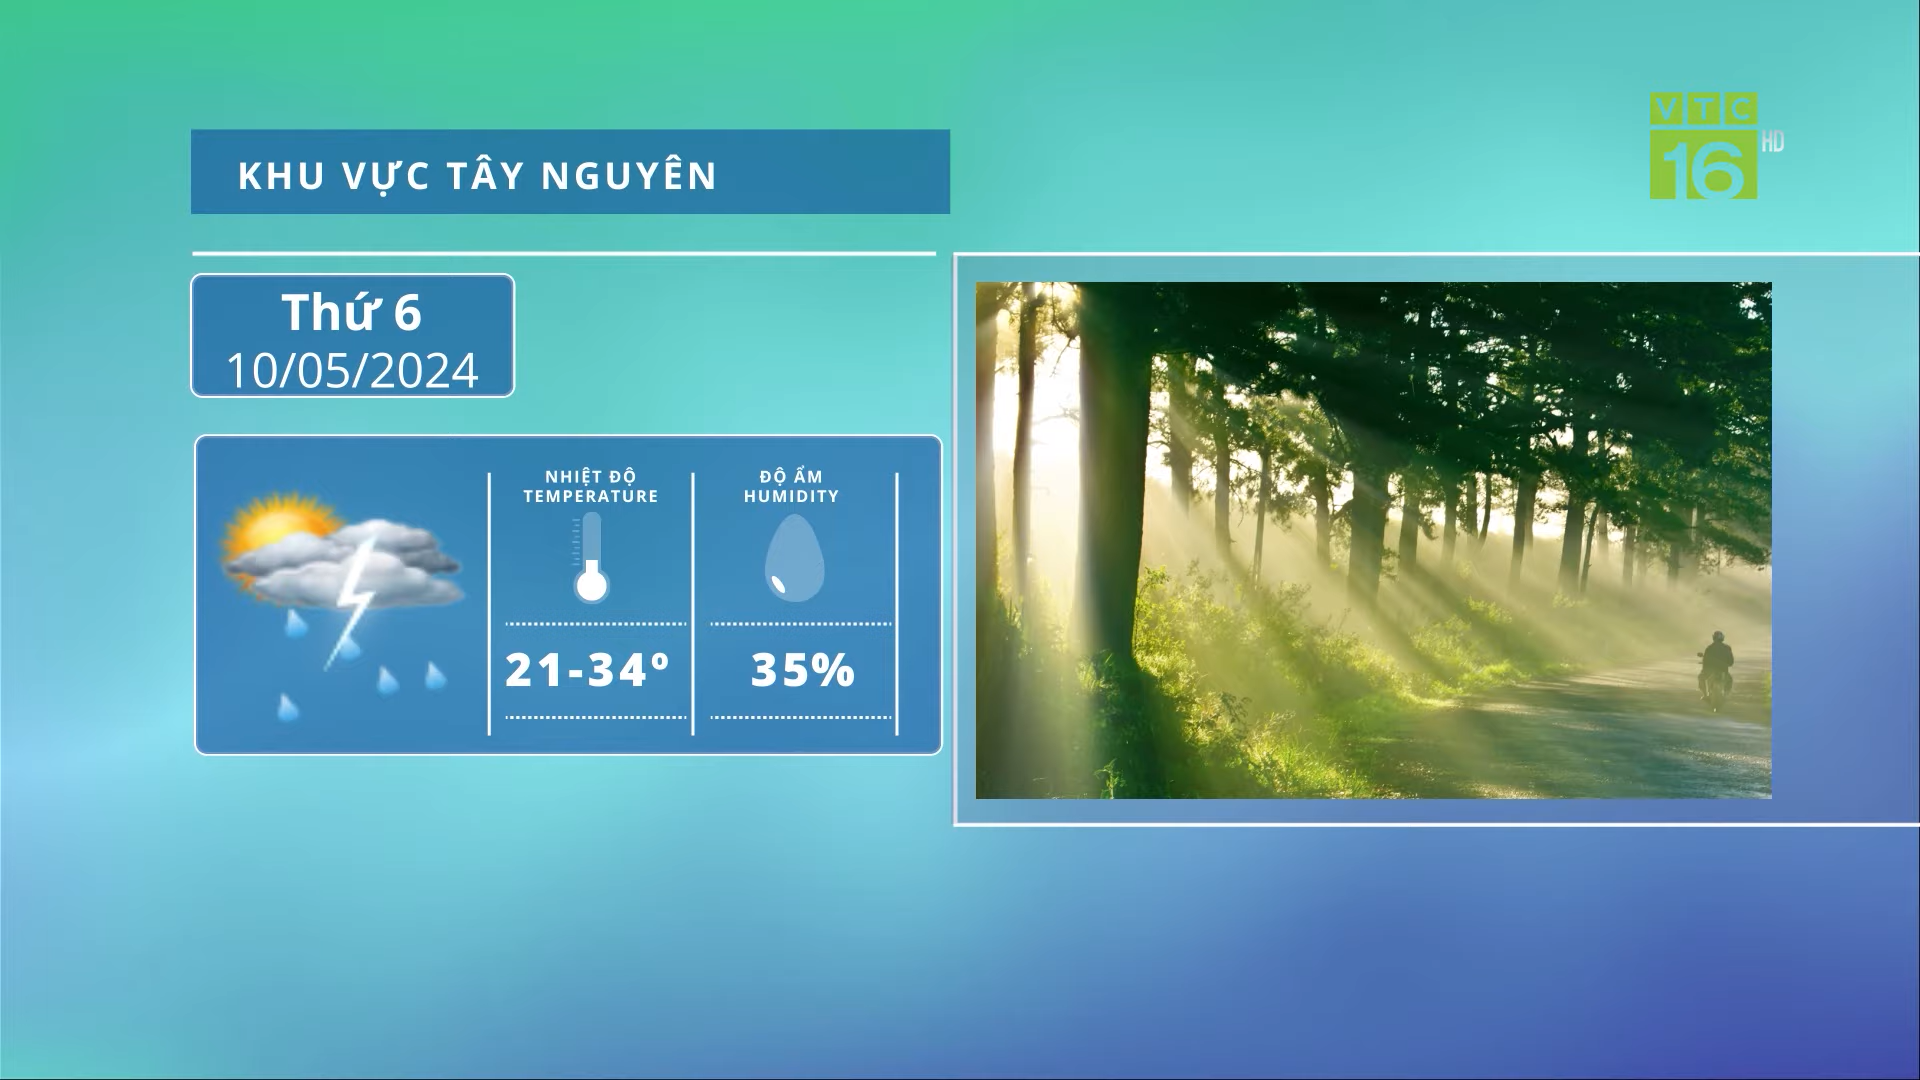 KHU VỰC TÂY NGUYÊN
VTC
16
HD
Thứ 6
10/05/2024
NHIỆT ĐỘ
TEMPERATURE
21-34º
ĐỘ ẨM
HUMIDITY
35%